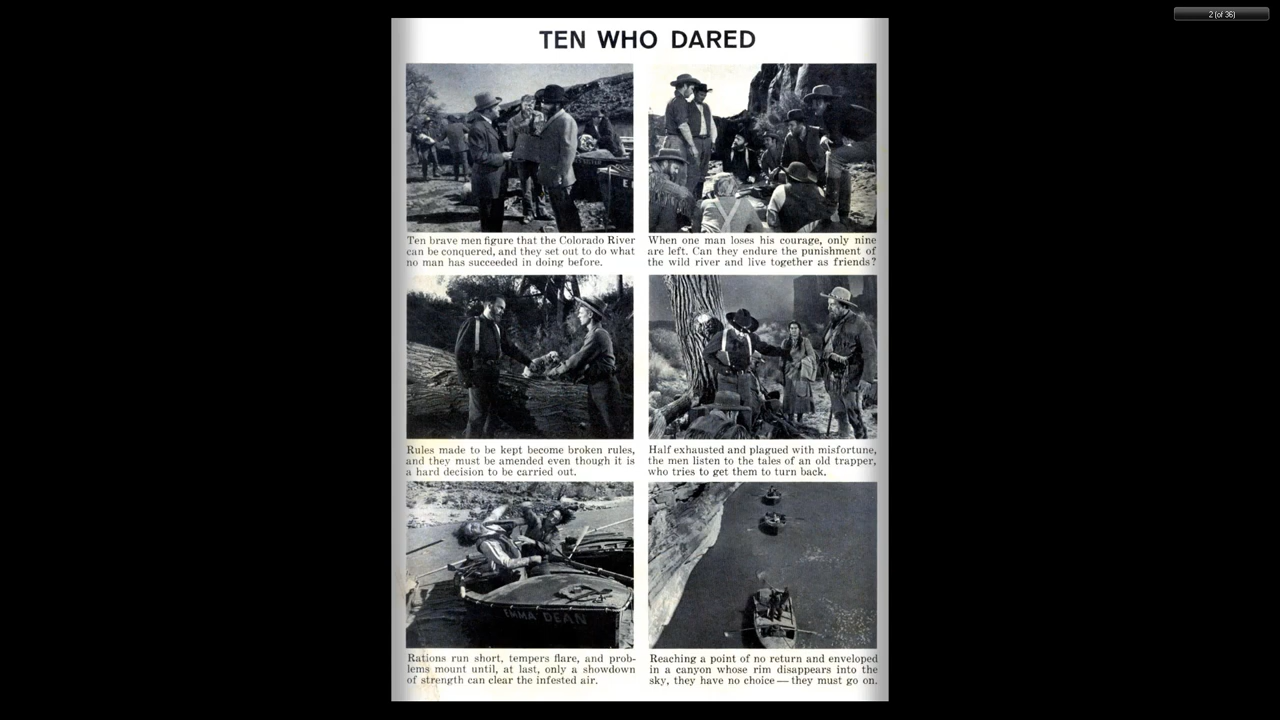 2 (of 36)
TEN WHO DARED
Ten brave men figure that the Colorado River
can be conquered, and they set out to do what
no man has succeeded in doing before.
When one man loses his courage, only nine
are left. Can they endure the punishment of
the wild river and live together as friends?
Rules made to be kept become broken rules,
and they must be amended even though it is
a hard decision to be carried out.
Half exhausted and plagued with misfortune,
the men listen to the tales of an old trapper,
who tries to get them to turn back.
EMMA DEAN
Rations run short, tempers flare, and prob-
lems mount until, at last, only a showdown
of strength can clear the infested air.
Reaching a point of no return and enveloped
in a canyon whose rim disappears into the
sky, they have no choice — they must go on.